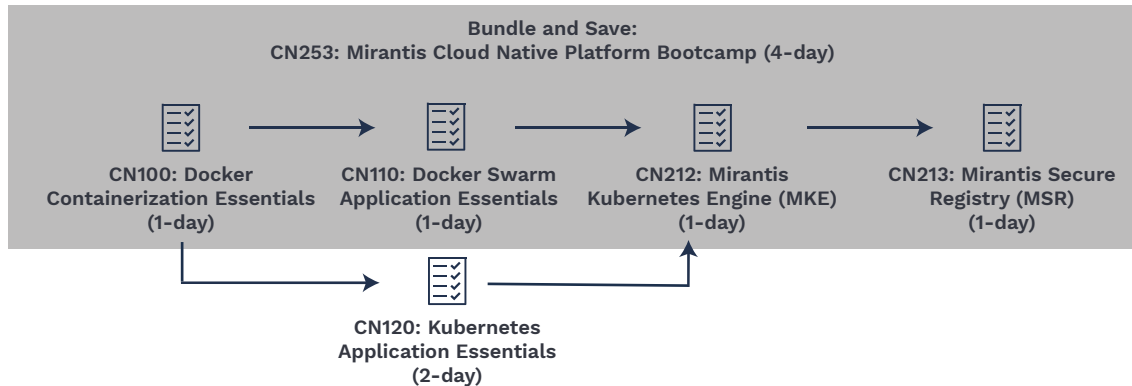 Bundle and Save:
CN253: Mirantis Cloud Native Platform Bootcamp (4-day)
CN100: Docker
Containerization Essentials
(1-day)
CN110: Docker Swarm
Application Essentials
(1-day)
CN212: Mirantis
Kubernetes Engine (MKE)
(1-day)
CN213: Mirantis Secure
Registry (MSR)
(1-day)
CN120: Kubernetes
Application Essentials
(2-day)